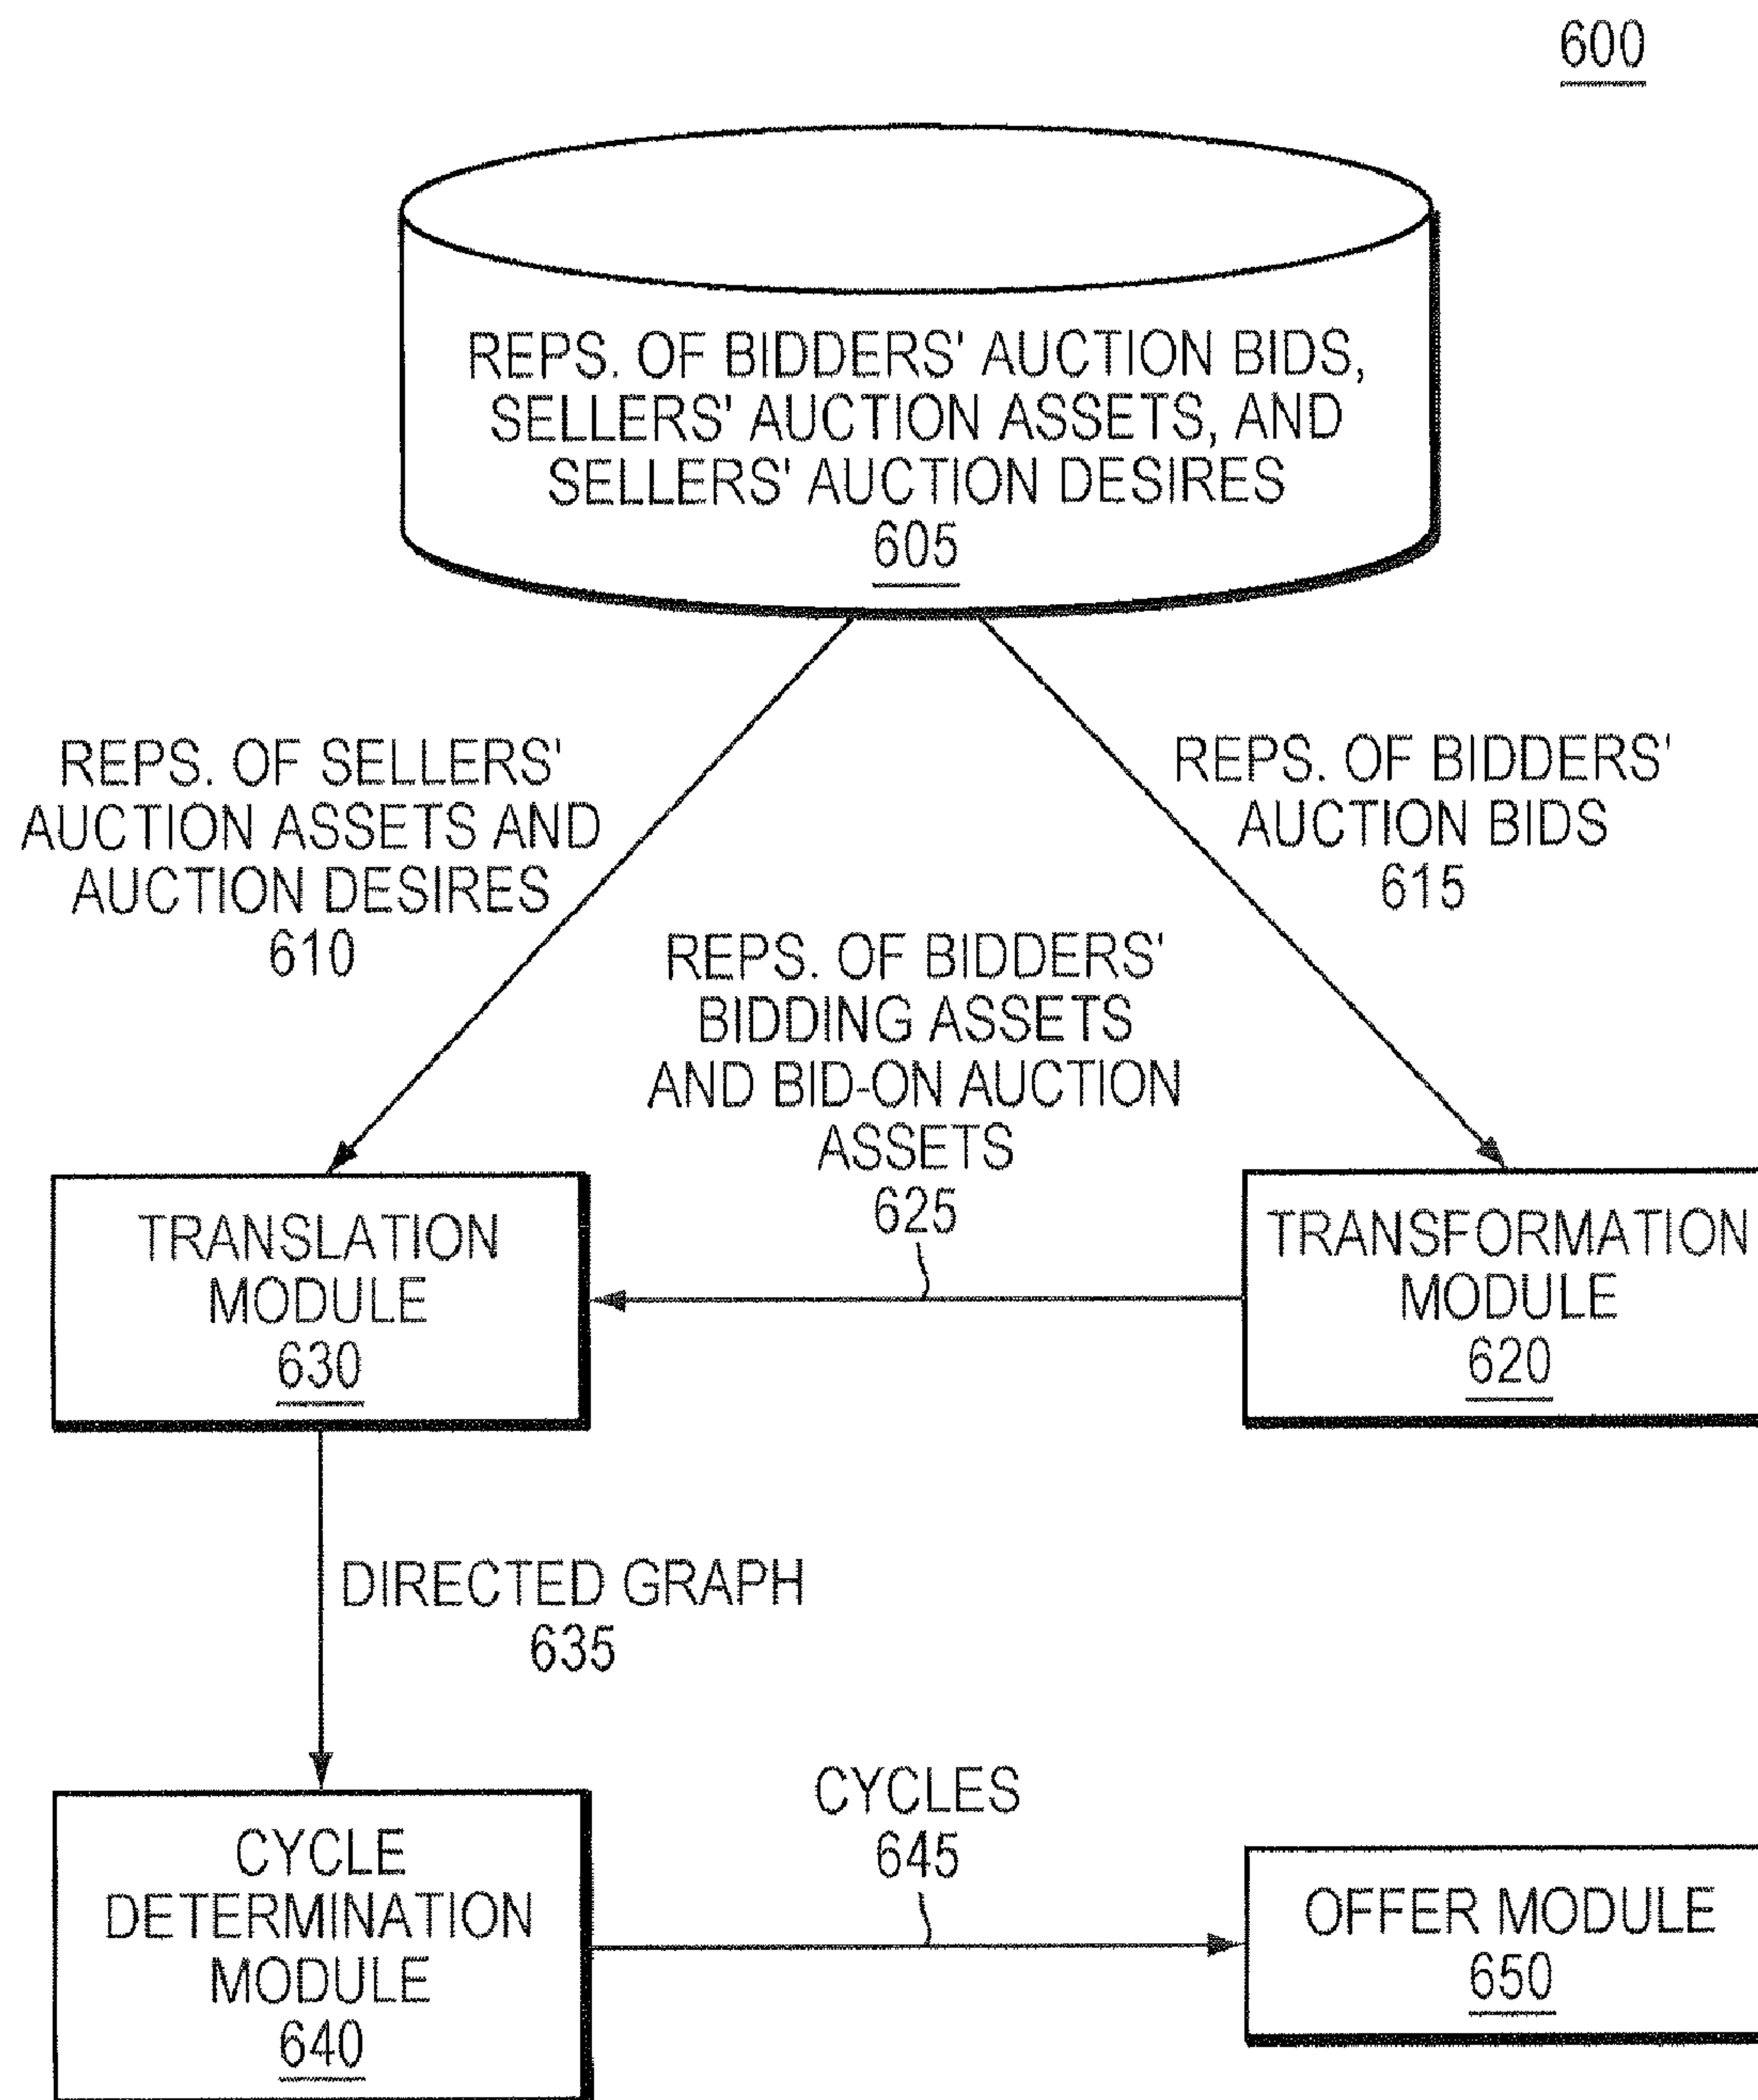 600
REPS. OF BIDDERS' AUCTION BIDS,
SELLERS' AUCTION ASSETS, AND
SELLERS' AUCTION DESIRES
605
REPS. OF SELLERS'
AUCTION ASSETS AND
AUCTION DESIRES
610
REPS. OF BIDDERS'
AUCTION BIDS
615
REPS. OF BIDDERS'
BIDDING ASSETS
AND BID-ON AUCTION
ASSETS
625
TRANSLATION
MODULE
630
TRANSFORMATION
MODULE
620
DIRECTED GRAPH
635
CYCLE
DETERMINATION
MODULE
640
CYCLES
645
OFFER MODULE
650